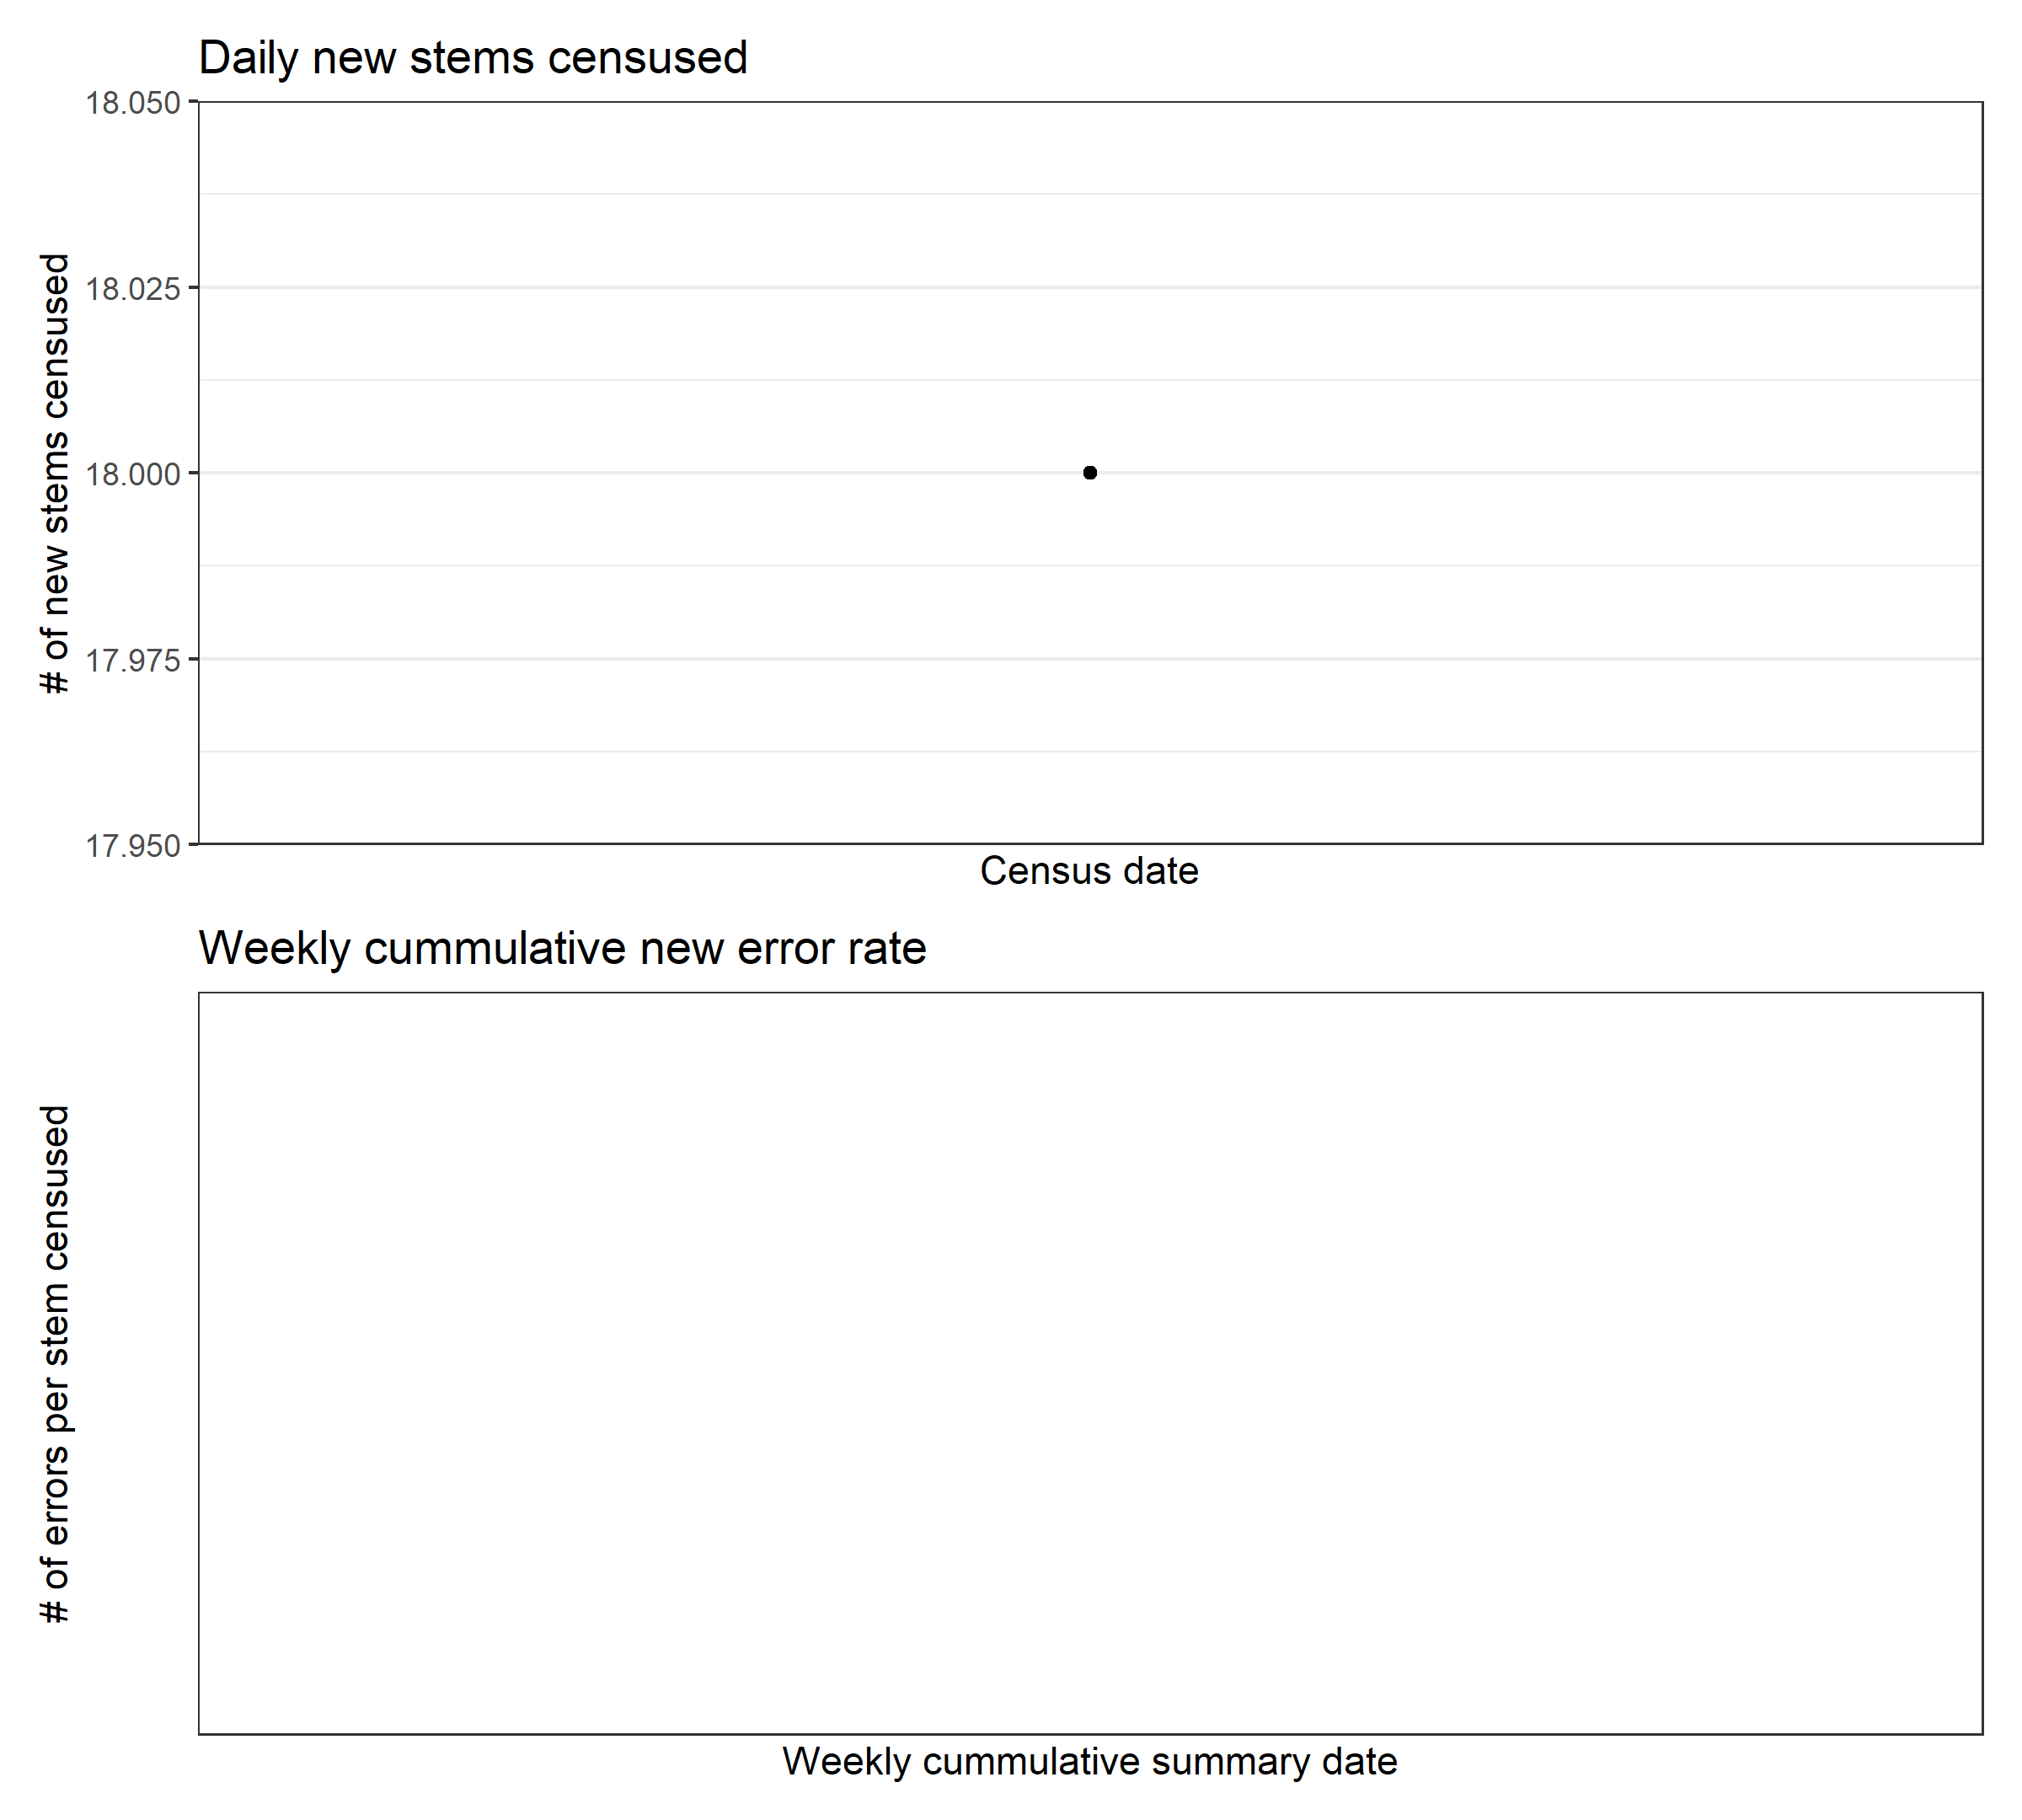 Daily new stems censused
# of new stems censused
18.050
18.025
18.000
17.975
17.950
Census date
Weekly cummulative new error rate
# of errors per stem censused
Weekly cummulative summary date